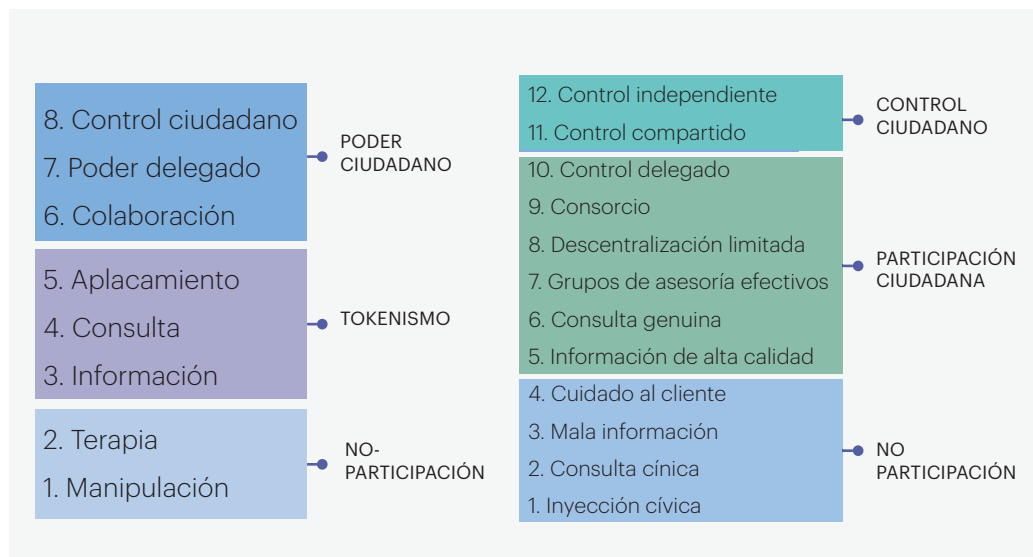 8. Control ciudadano
7. Poder delegado
6. Colaboración
PODER
CIUDADANO
5. Aplacamiento
4. Consulta
3. Información
TOKENISMO
2. Terapia
1. Manipulación
NO-
PARTICIPACIÓN
12. Control independiente
11. Control compartido
CONTROL
CIUDADANO
10. Control delegado
9. Consorcio
8. Descentralización limitada
7. Grupos de asesoría efectivos
6. Consulta genuina
5. Información de alta calidad
PARTICIPACIÓN
CIUDADANA
4. Cuidado al cliente
3. Mala información
2. Consulta cínica
1. Inyección cívica
NO
PARTICIPACIÓN